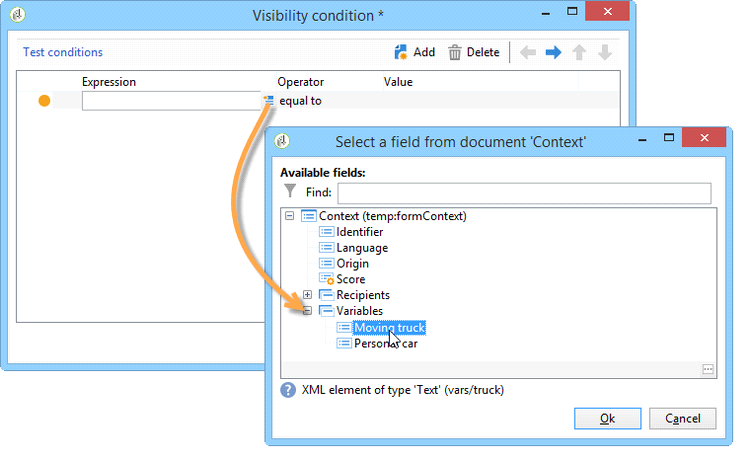 Visibility condition *
Test conditions
Add
Delete
Expression
Operator
Value
equal to
Select a field from document 'Context'
Available fields:
Find:
Context (temp:formContext)
Identifier
Language
Origin
Score
Recipients
Variables
Moving truck
Personal car
XML element of type 'Text' (vars/truck)
Ok
Cancel